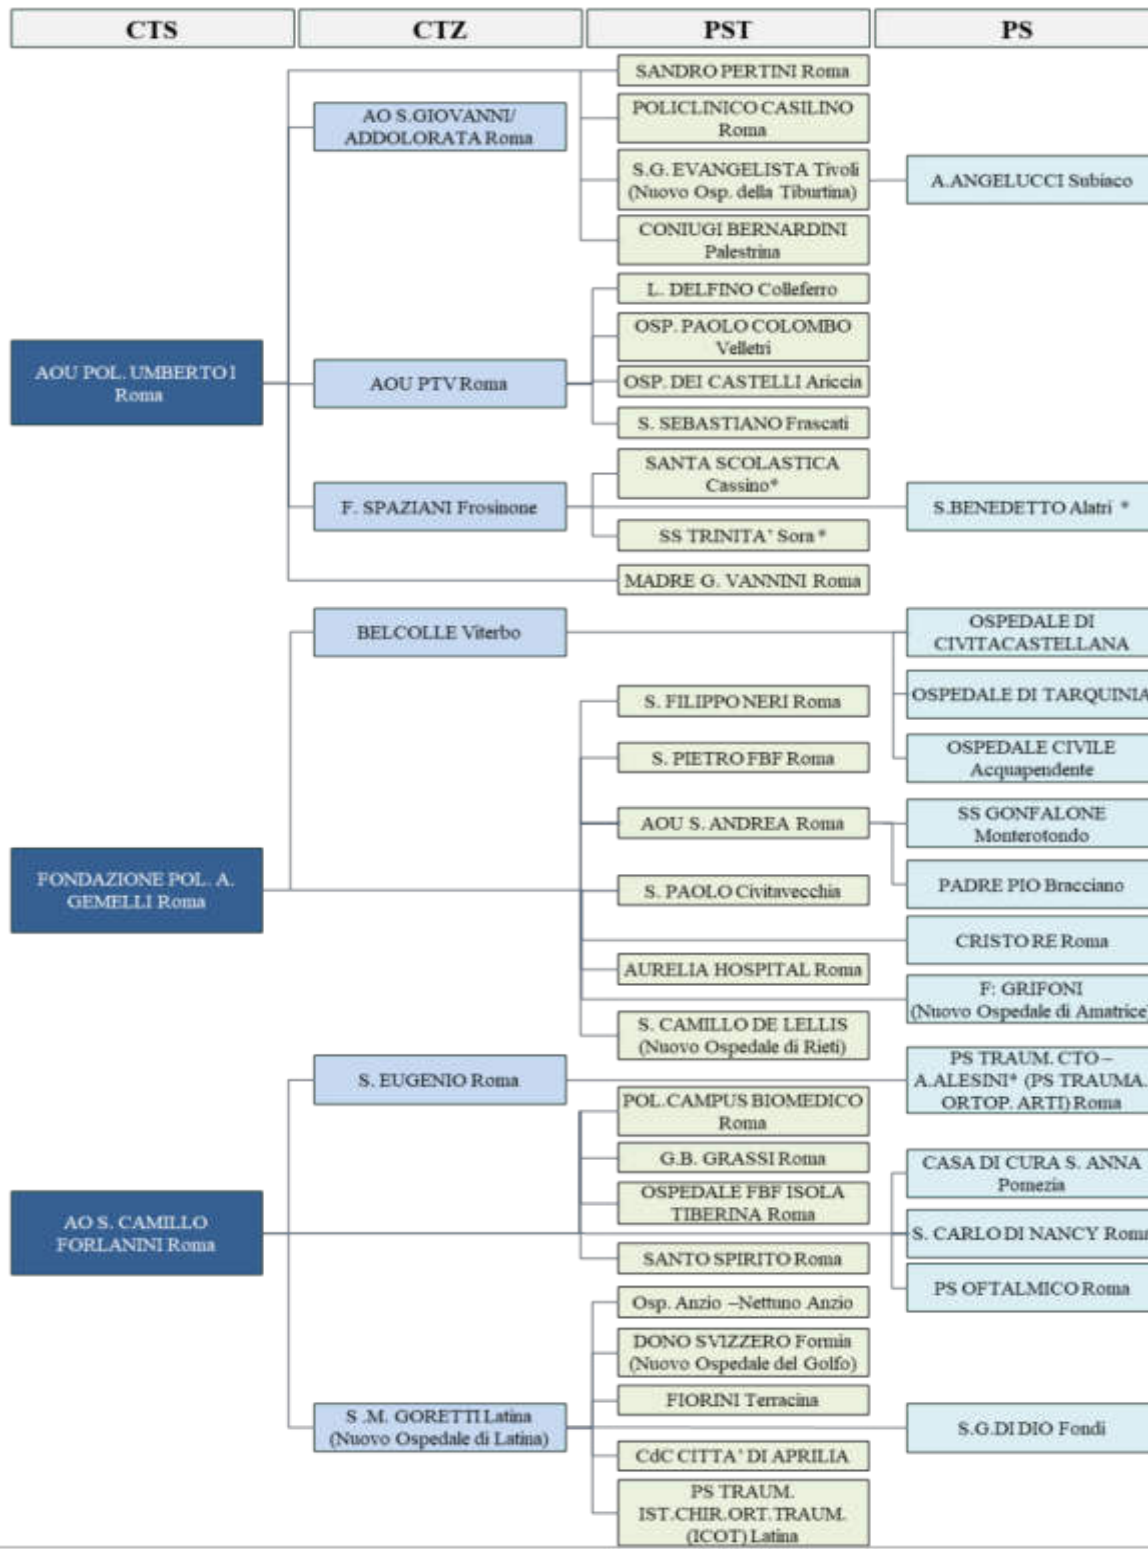 CTS CTZ PST PS
SANDRO PERTINI Roma
AO S.GIOVANNI/
ADDOLORATA Roma
POLICLINICO CASILINO
Roma
S.G. EVANGELISTA Tivoli
(Nuovo Osp. della Tiburtina)
A.ANGELUCCI Subiaco
CONIUGI BERNARDINI
Palestrina
L. DELFINO Colleferro
OSP. PAOLO COLOMBO
Velletri
AOU POL. UMBERTO I
Roma
AOU PTV Roma
OSP. DEI CASTELLI Ariccia
S. SEBASTIANO Frascati
SANTA SCOLASTICA
Cassino*
F. SPAZIANI Frosinone
S.BENEDETTO Alatri *
SS TRINITA' Sora *
MADRE G. VANNINI Roma
BELCOLLE Viterbo
OSPEDALE DI
CIVITACASTELLANA
S. FILIPPO NERI Roma
OSPEDALE DI TARQUINIA
S. PIETRO FBF Roma
OSPEDALE CIVILE
Acquapendente
AOU S. ANDREA Roma
SS GONFALONE
Monterotondo
FONDAZIONE POL. A.
GEMELLI Roma
S. PAOLO Civitavecchia
PADRE PIO Bracciano
CRISTO RE Roma
AURELIA HOSPITAL Roma
F: GRIFONI
(Nuovo Ospedale di Amatrice)
S. CAMILLO DE LELLIS
(Nuovo Ospedale di Rieti)
S. EUGENIO Roma
PS TRAUM. CTO –
A.ALESINI* (PS TRAUMA.
ORTOP. ARTI) Roma
POL.CAMPUS BIOMEDICO
Roma
G.B. GRASSI Roma
CASA DI CURA S. ANNA
Pomezia
OSPEDALE FBF ISOLA
TIBERINA Roma
AO S. CAMILLO
FORLANINI Roma
S. CARLO DI NANCY Roma
SANTO SPIRITO Roma
PS OFTALMICO Roma
Osp. Anzio –Nettuno Anzio
DONO SVIZZERO Formia
(Nuovo Ospedale del Golfo)
FIORINI Terracina
S .M. GORETTI Latina
(Nuovo Ospedale di Latina)
S.G.DI DIO Fondi
CdC CITTA' DI APRILIA
PS TRAUM.
IST.CHIR.ORT.TRAUM.
(ICOT) Latina